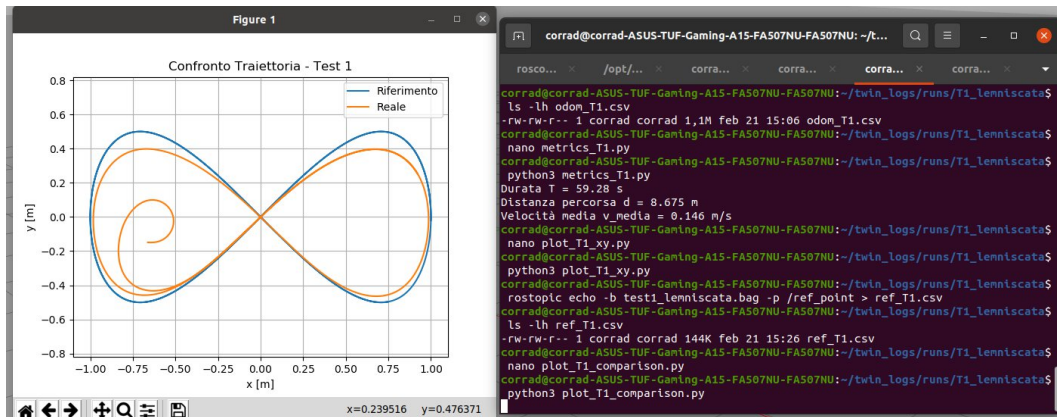 Figure 1
Confronto Traiettoria - Test 1
Riferimento
Reale
0.8
0.6
0.4
0.2
0.0
−0.2
−0.4
−0.6
−0.8
y [m]
−1.00 −0.75 −0.50 −0.25 0.00 0.25 0.50 0.75 1.00
x [m]
x=0.239516 y=0.476371
corrad@corrad-ASUS-TUF-Gaming-A15-FA507NU-FA507NU: ~/t...
rosco... /opt/... corra... corra... corra... corra...
corrad@corrad-ASUS-TUF-Gaming-A15-FA507NU-FA507NU:~/twin_logs/runs/T1_lemniscata$
ls -lh odom_T1.csv
-rw-rw-r-- 1 corrad corrad 1,1M feb 21 15:06 odom_T1.csv
corrad@corrad-ASUS-TUF-Gaming-A15-FA507NU-FA507NU:~/twin_logs/runs/T1_lemniscata$
nano metrics_T1.py
corrad@corrad-ASUS-TUF-Gaming-A15-FA507NU-FA507NU:~/twin_logs/runs/T1_lemniscata$
python3 metrics_T1.py
Durata T = 59.28 s
Distanza percorsa d = 8.675 m
Velocità media v_media = 0.146 m/s
corrad@corrad-ASUS-TUF-Gaming-A15-FA507NU-FA507NU:~/twin_logs/runs/T1_lemniscata$
nano plot_T1_xy.py
corrad@corrad-ASUS-TUF-Gaming-A15-FA507NU-FA507NU:~/twin_logs/runs/T1_lemniscata$
python3 plot_T1_xy.py
corrad@corrad-ASUS-TUF-Gaming-A15-FA507NU-FA507NU:~/twin_logs/runs/T1_lemniscata$
rostopic echo -b test1_lemniscata.bag -p /ref_point > ref_T1.csv
corrad@corrad-ASUS-TUF-Gaming-A15-FA507NU-FA507NU:~/twin_logs/runs/T1_lemniscata$
ls -lh ref_T1.csv
-rw-rw-r-- 1 corrad corrad 144K feb 21 15:26 ref_T1.csv
corrad@corrad-ASUS-TUF-Gaming-A15-FA507NU-FA507NU:~/twin_logs/runs/T1_lemniscata$
nano plot_T1_comparison.py
corrad@corrad-ASUS-TUF-Gaming-A15-FA507NU-FA507NU:~/twin_logs/runs/T1_lemniscata$
python3 plot_T1_comparison.py